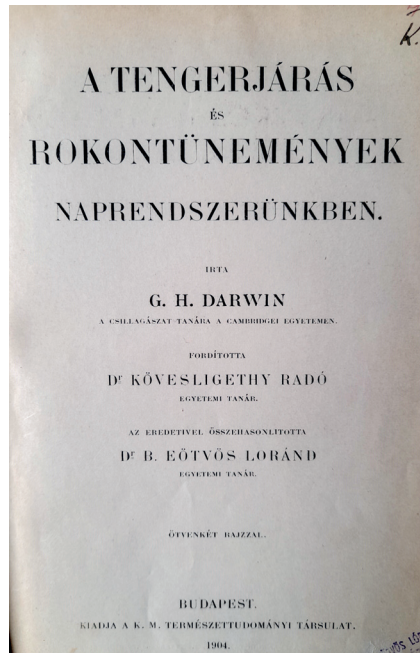 K.
A TENGERJÁRÁS
ÉS
ROKONTÜNEMÉNYEK
NAPRENDSZERÜNKBEN.
IRTA
G. H. DARWIN
A CSILLAGÁSZAT TANÁRA A CAMBRIDGEI EGYETEMEN.
FORDÍTOTTA
Dr KÖVESLIGETHY RADÓ
EGYETEMI TANÁR.
AZ EREDETIVEL ÖSSZEHASONLÍTOTTA
Dr B. EÖTVÖS LORÁND
EGYETEMI TANÁR.
ÖTVENKÉT RAJZZAL.
BUDAPEST.
KIADJA A K. M. TERMÉSZETTUDOMÁNYI TÁRSULAT.
1904.